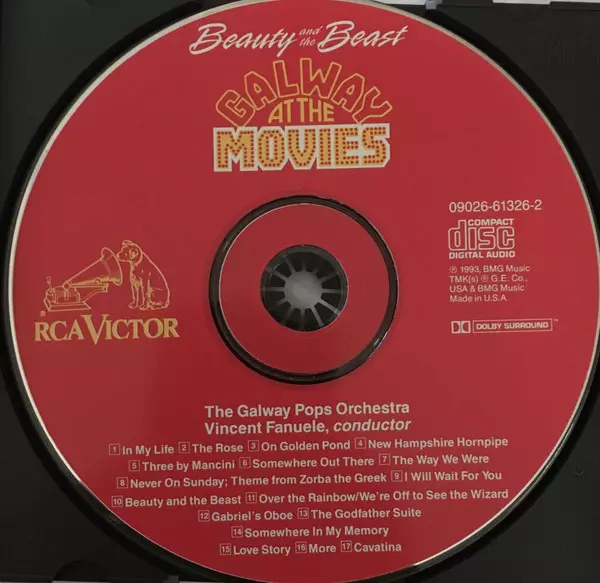 Beauty and the Beast
GALWAY
AT THE
MOVIES
09026-61326-2
COMPACT
disc
DIGITAL AUDIO
℗ 1993, BMG Music
TMK(s) ® G.E. Co.,
USA & BMG Music
Made in U.S.A.
DOLBY SURROUND™
®
RCA VICTOR
The Galway Pops Orchestra
Vincent Fanuele, conductor
1 In My Life 2 The Rose 3 On Golden Pond 4 New Hampshire Hornpipe
5 Three by Mancini 6 Somewhere Out There 7 The Way We Were
8 Never On Sunday; Theme from Zorba the Greek 9 I Will Wait For You
10 Beauty and the Beast 11 Over the Rainbow/We're Off to See the Wizard
12 Gabriel's Oboe 13 The Godfather Suite
14 Somewhere In My Memory
15 Love Story 16 More 17 Cavatina